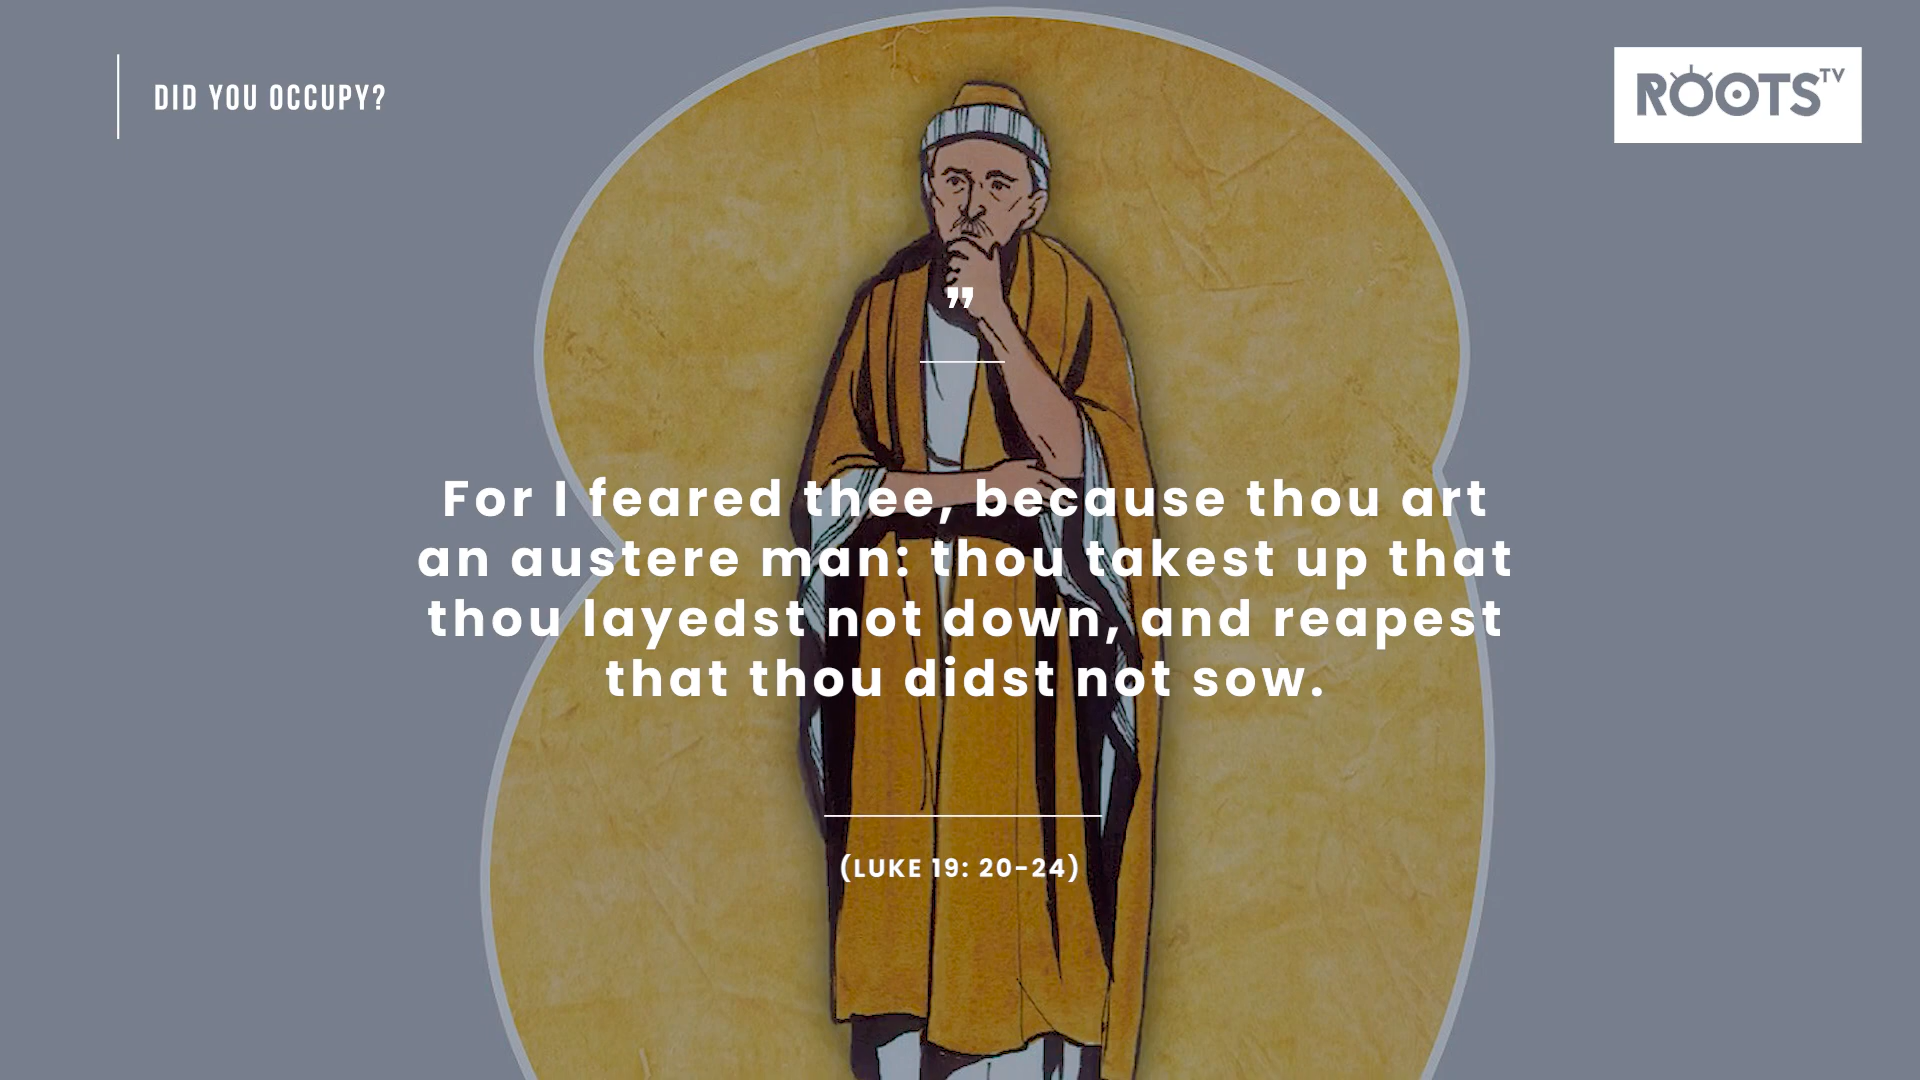 DID YOU OCCUPY?
ROOTS TV
”
For I feared thee, because thou art
an austere man: thou takest up that
thou layedst not down, and reapest
that thou didst not sow.
(LUKE 19: 20-24)